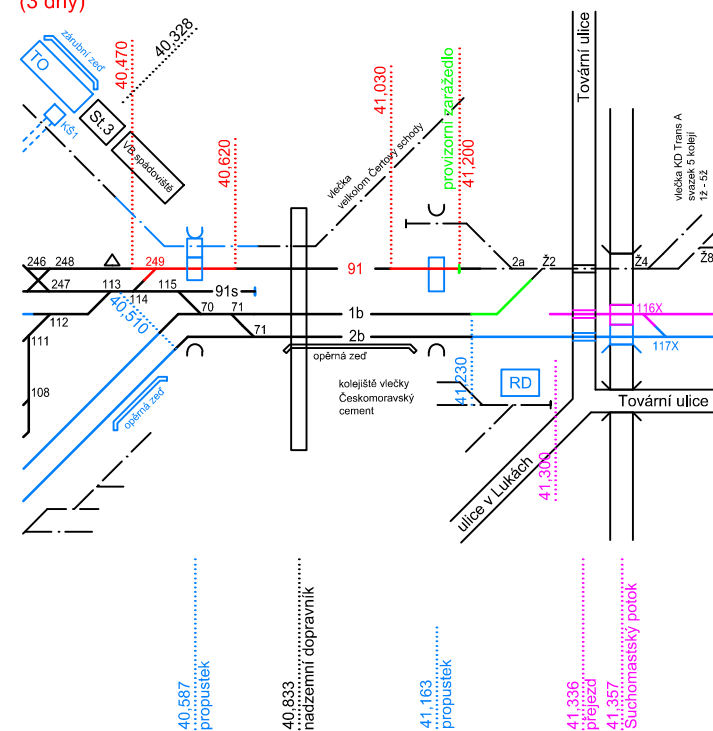 (3 dny)
zárubní zeď
TO
KŠ1
St.3
VB spádoviště
40,470
40,328
40,620
41,030
provizorní zarážedlo
41,200
vlečka
velkolom Čertovy schody
Tovární ulice
vlečka KD Trans A
svazek 5 kolejí
1ž - 5ž
246
248
249
91
2a
Ž2
Ž4
Ž8
247
113
114
115
91s
40,510
112
111
70
71
71
1b
2b
116X
117X
opěrná zeď
108
opěrná zeď
kolejiště vlečky
Českomoravský
cement
41,230
RD
Tovární ulice
41,300
ulice v Lukách
40,587
propustek
40,833
nadzemní dopravník
41,163
propustek
41,336
přejezd
41,357
Suchomastský potok